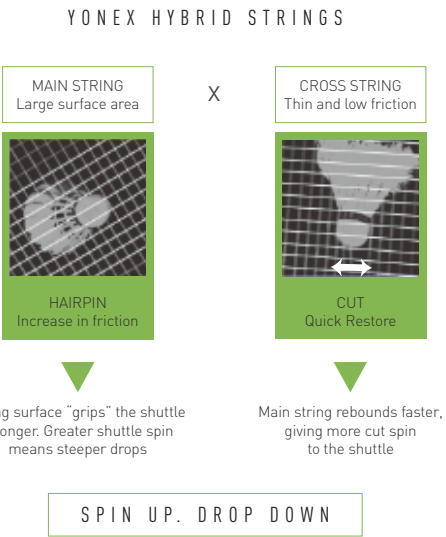 YONEX HYBRID STRINGS
MAIN STRING
Large surface area
X
CROSS STRING
Thin and low friction
HAIRPIN
Increase in friction
CUT
Quick Restore
surface "grips" the shuttle
Greater shuttle spin
means steeper drops
Main string rebounds faster,
giving more cut spin
to the shuttle
SPIN UP. DROP DOWN